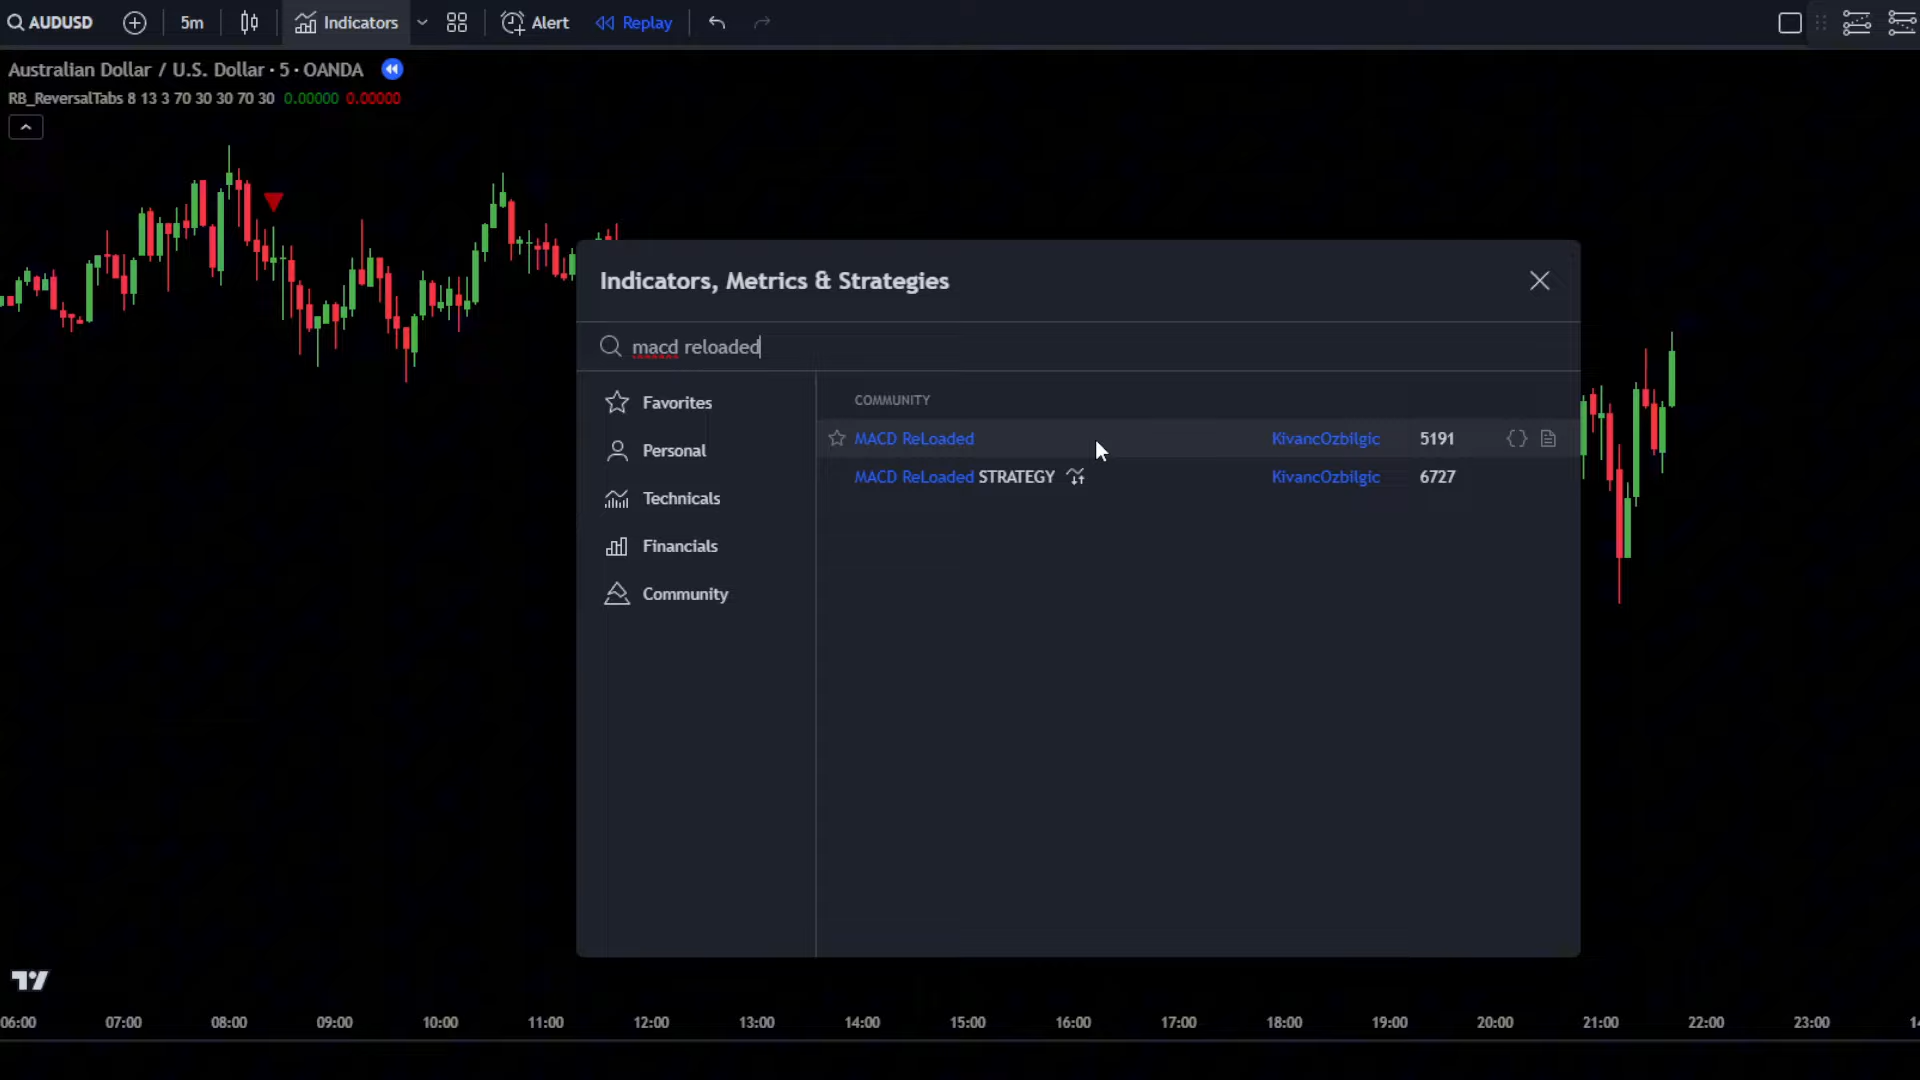 AUDUSD 5m Indicators Alert Replay
Australian Dollar / U.S. Dollar · 5 · OANDA
RB_ReversalTabs 8 13 3 70 30 30 70 30 0.00000 0.00000
Indicators, Metrics & Strategies
macd reloaded
Favorites
Personal
Technicals
Financials
Community
COMMUNITY
MACD ReLoaded KivancOzbilgic 5191
MACD ReLoaded STRATEGY KivancOzbilgic 6727
06:00 07:00 08:00 09:00 10:00 11:00 12:00 13:00 14:00 15:00 16:00 17:00 18:00 19:00 20:00 21:00 22:00 23:00